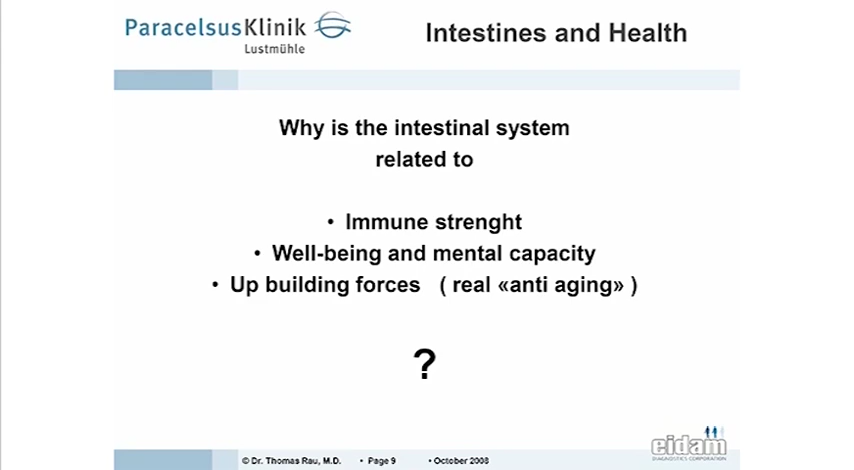 ParacelsusKlinik
Lustmühle
Intestines and Health
Why is the intestinal system
related to
• Immune strenght
• Well-being and mental capacity
• Up building forces ( real «anti aging» )
?
eidam
DIAGNOSTICS CORPORATION
© Dr. Thomas Rau, M.D. • Page 9 • October 2008